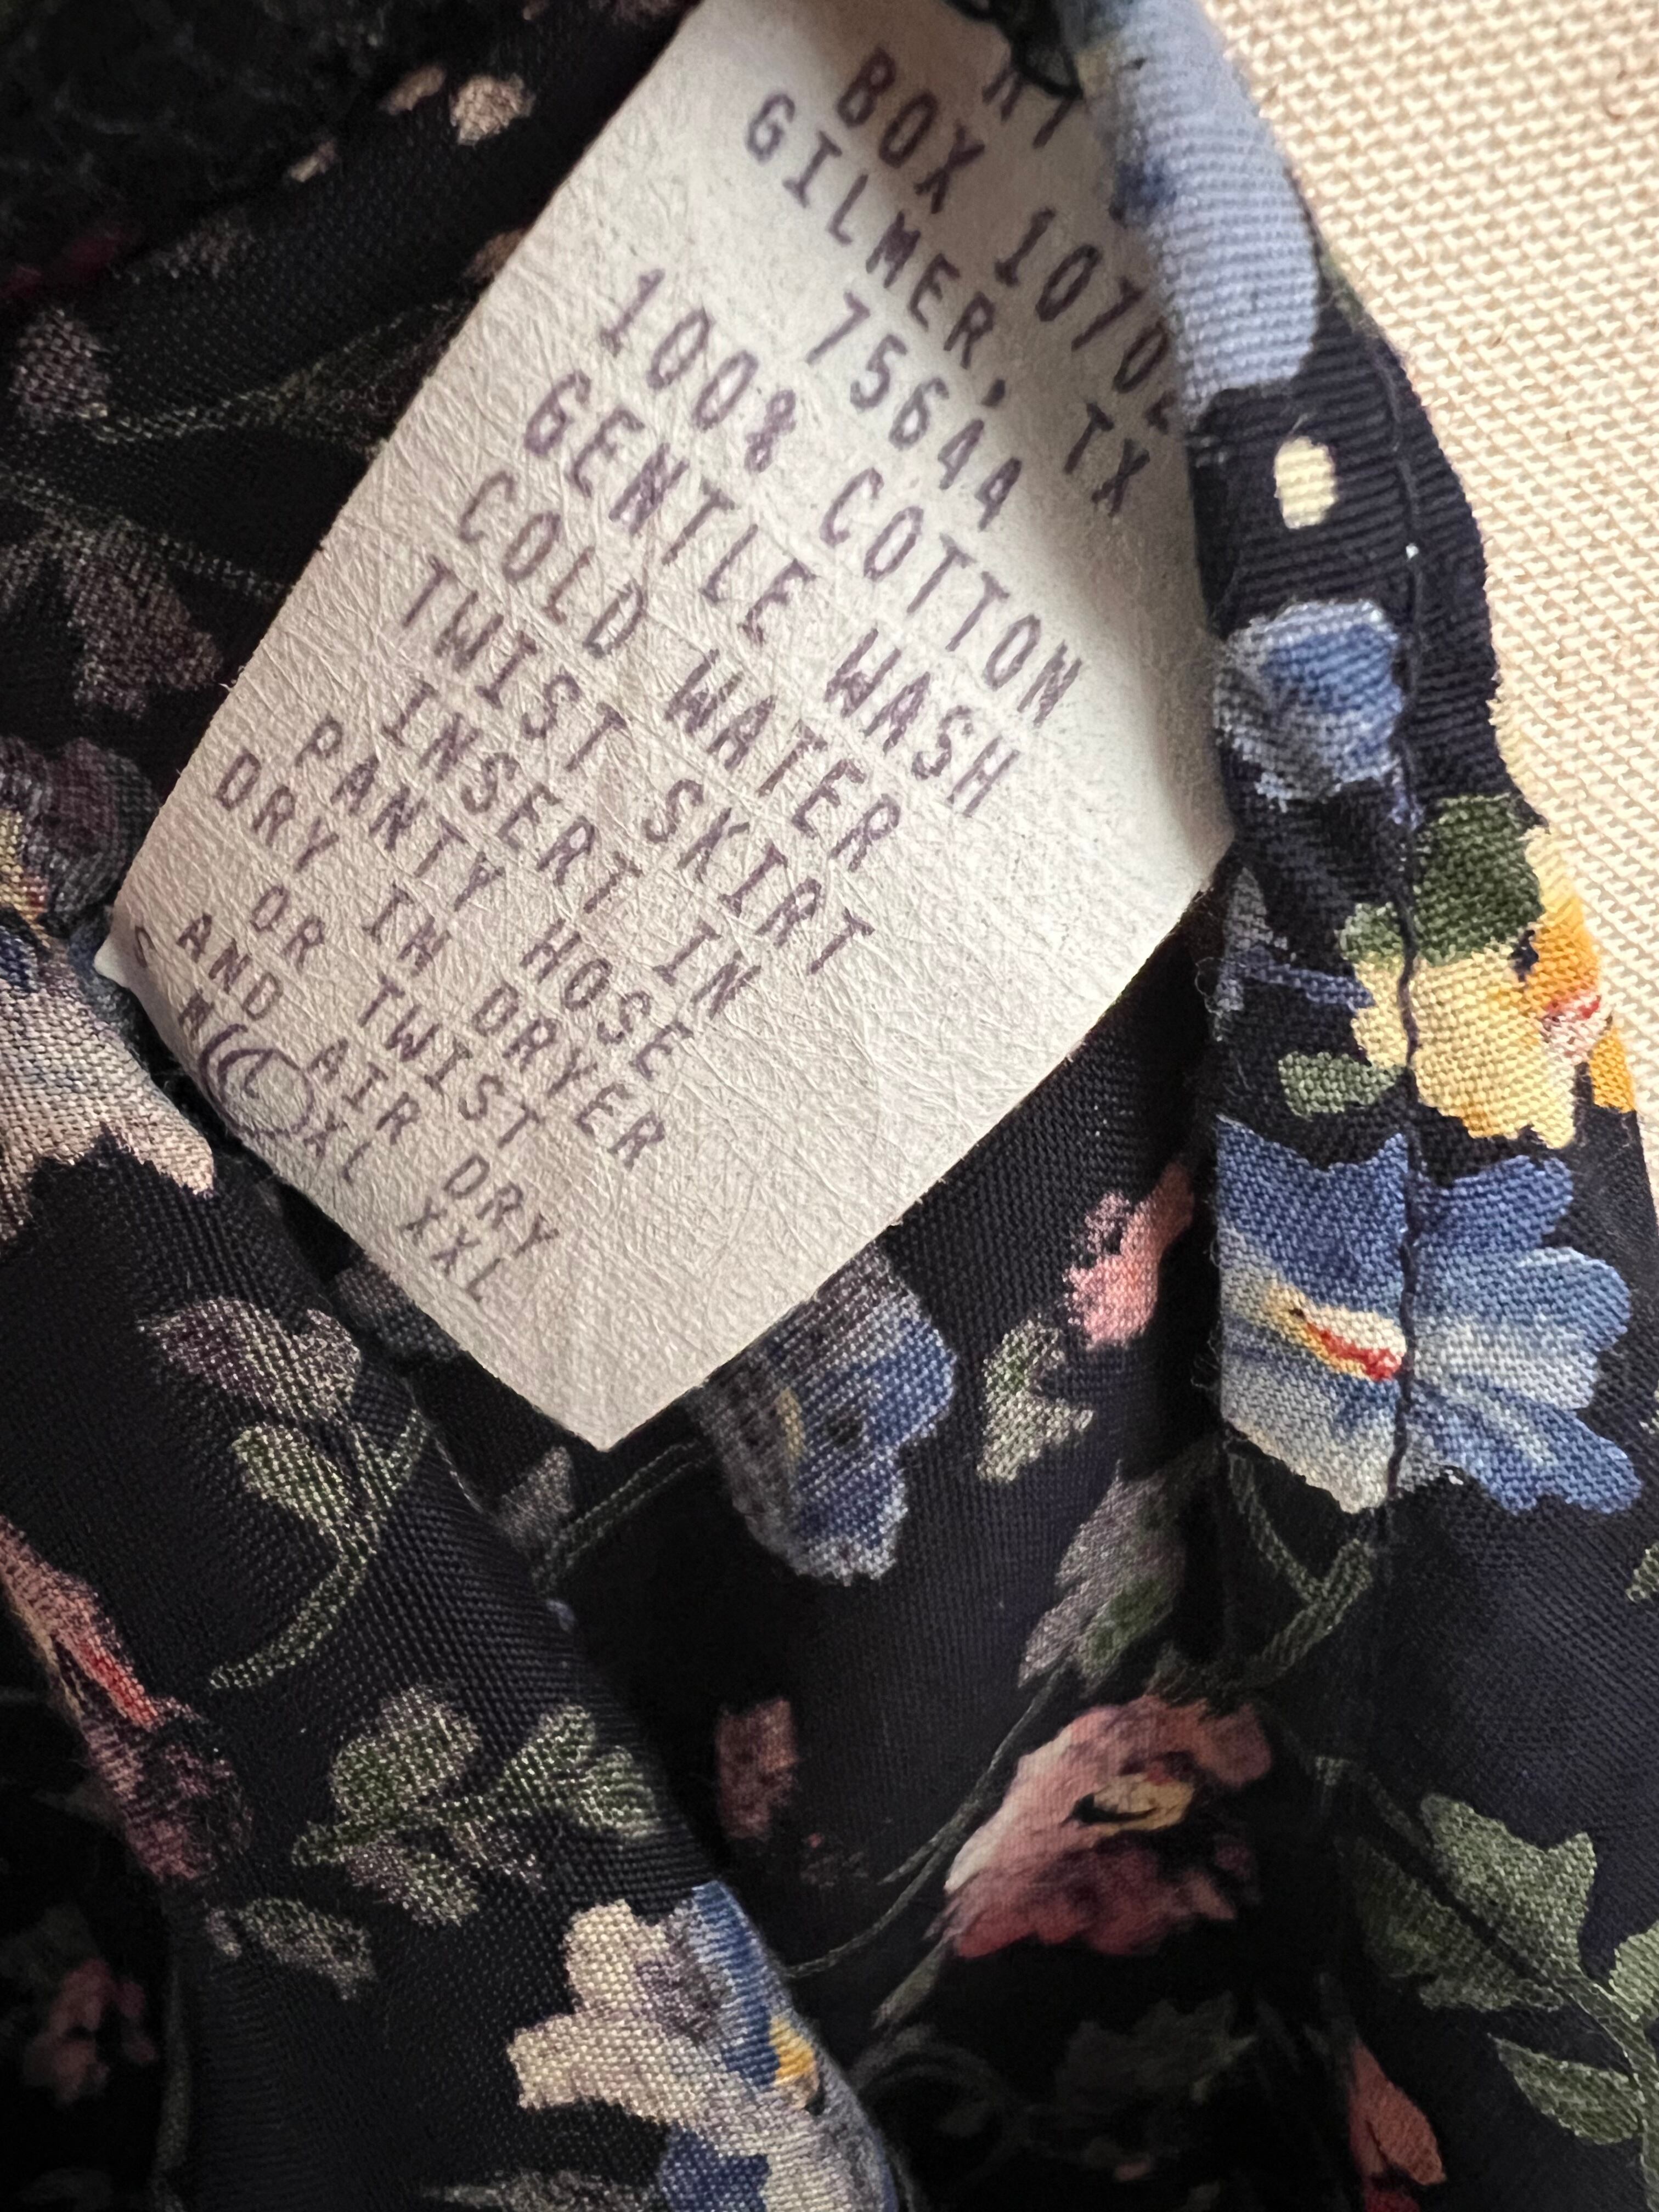 BOX 1070
GILMER, TX
75644
100% COTTON
GENTLE WASH
COLD WATER
TWIST SKIRT
INSERT IN
PANTY HOSE
DRY IN DRYER
OR TWIST
AND AIR DRY
L XL XXL